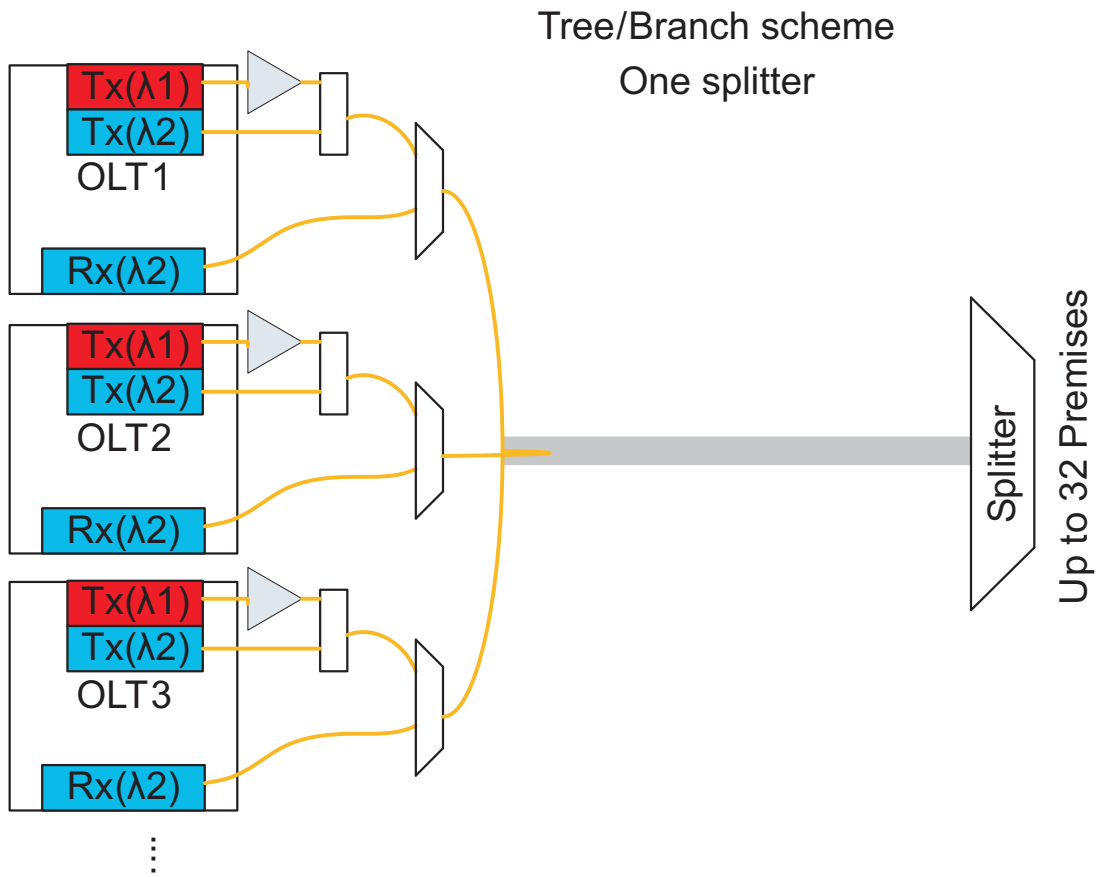 Tree/Branch scheme
One splitter
Tx(λ1)
Tx(λ2)
OLT1
Rx(λ2)
Tx(λ1)
Tx(λ2)
OLT2
Rx(λ2)
Tx(λ1)
Tx(λ2)
OLT3
Rx(λ2)
Splitter
Up to 32 Premises